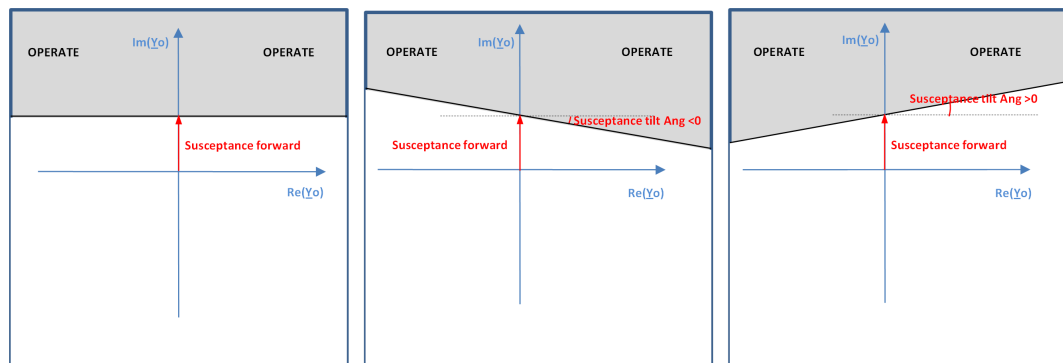 Im(Yo)
OPERATE OPERATE
Susceptance forward
Re(Yo)
Im(Yo)
OPERATE OPERATE
Susceptance tilt Ang <0
Susceptance forward
Re(Yo)
Im(Yo)
OPERATE OPERATE
Susceptance tilt Ang >0
Susceptance forward
Re(Yo)